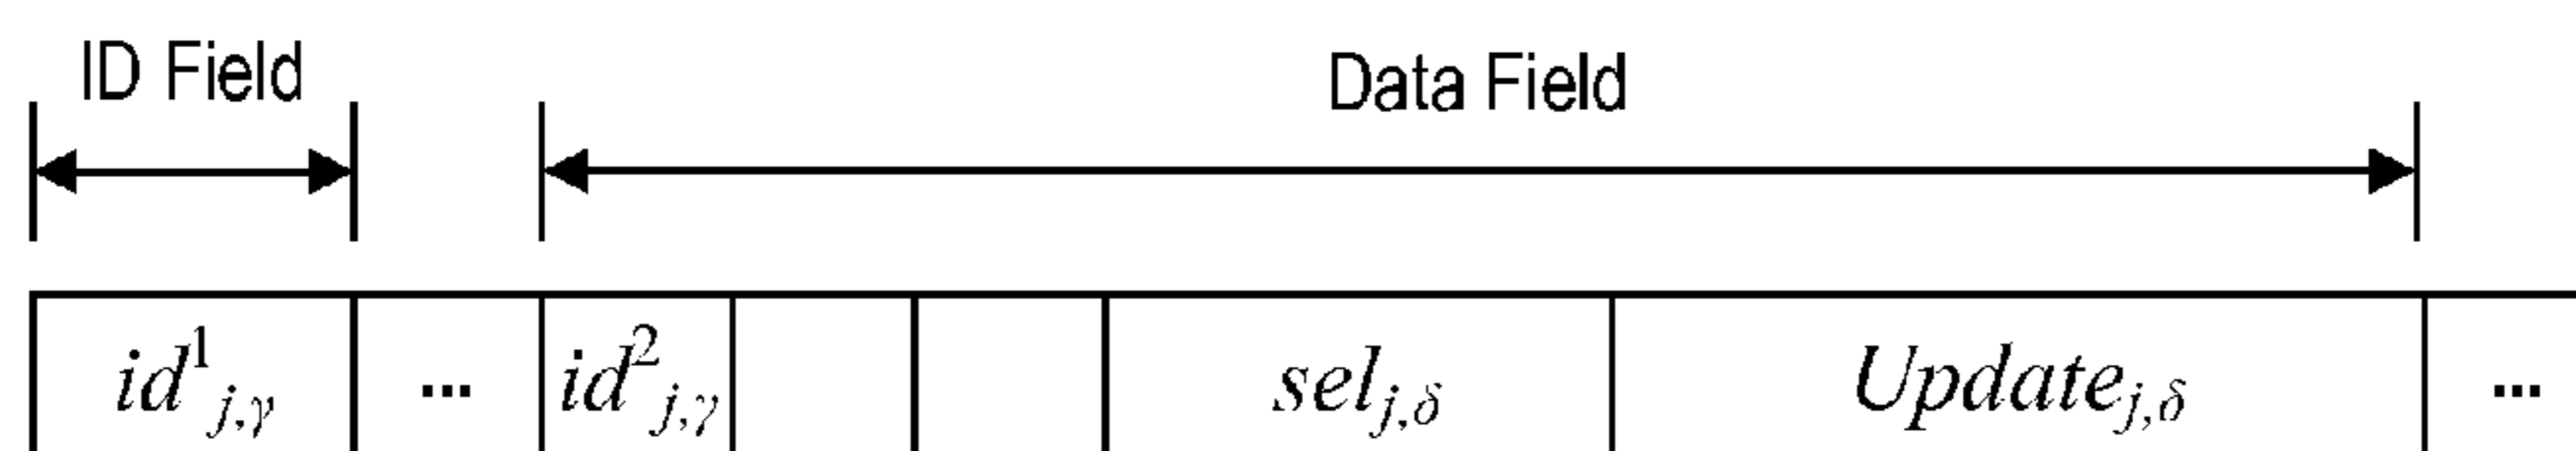 ID Field Data Field
id¹j,γ ... id²j,γ selj,δ Updatej,δ ...